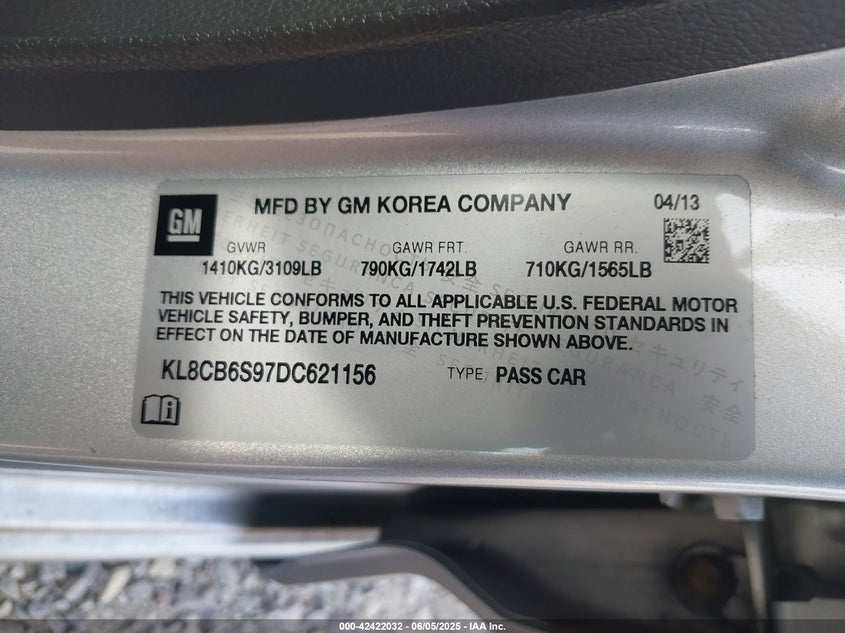 GM
MFD BY GM KOREA COMPANY 04/13
GVWR GAWR FRT. GAWR RR.
1410KG/3109LB 790KG/1742LB 710KG/1565LB
THIS VEHICLE CONFORMS TO ALL APPLICABLE U.S. FEDERAL MOTOR
VEHICLE SAFETY, BUMPER, AND THEFT PREVENTION STANDARDS IN
EFFECT ON THE DATE OF MANUFACTURE SHOWN ABOVE.
KL8CB6S97DC621156 TYPE: PASS CAR
000-42422032 - 06/05/2025 - IAA Inc.